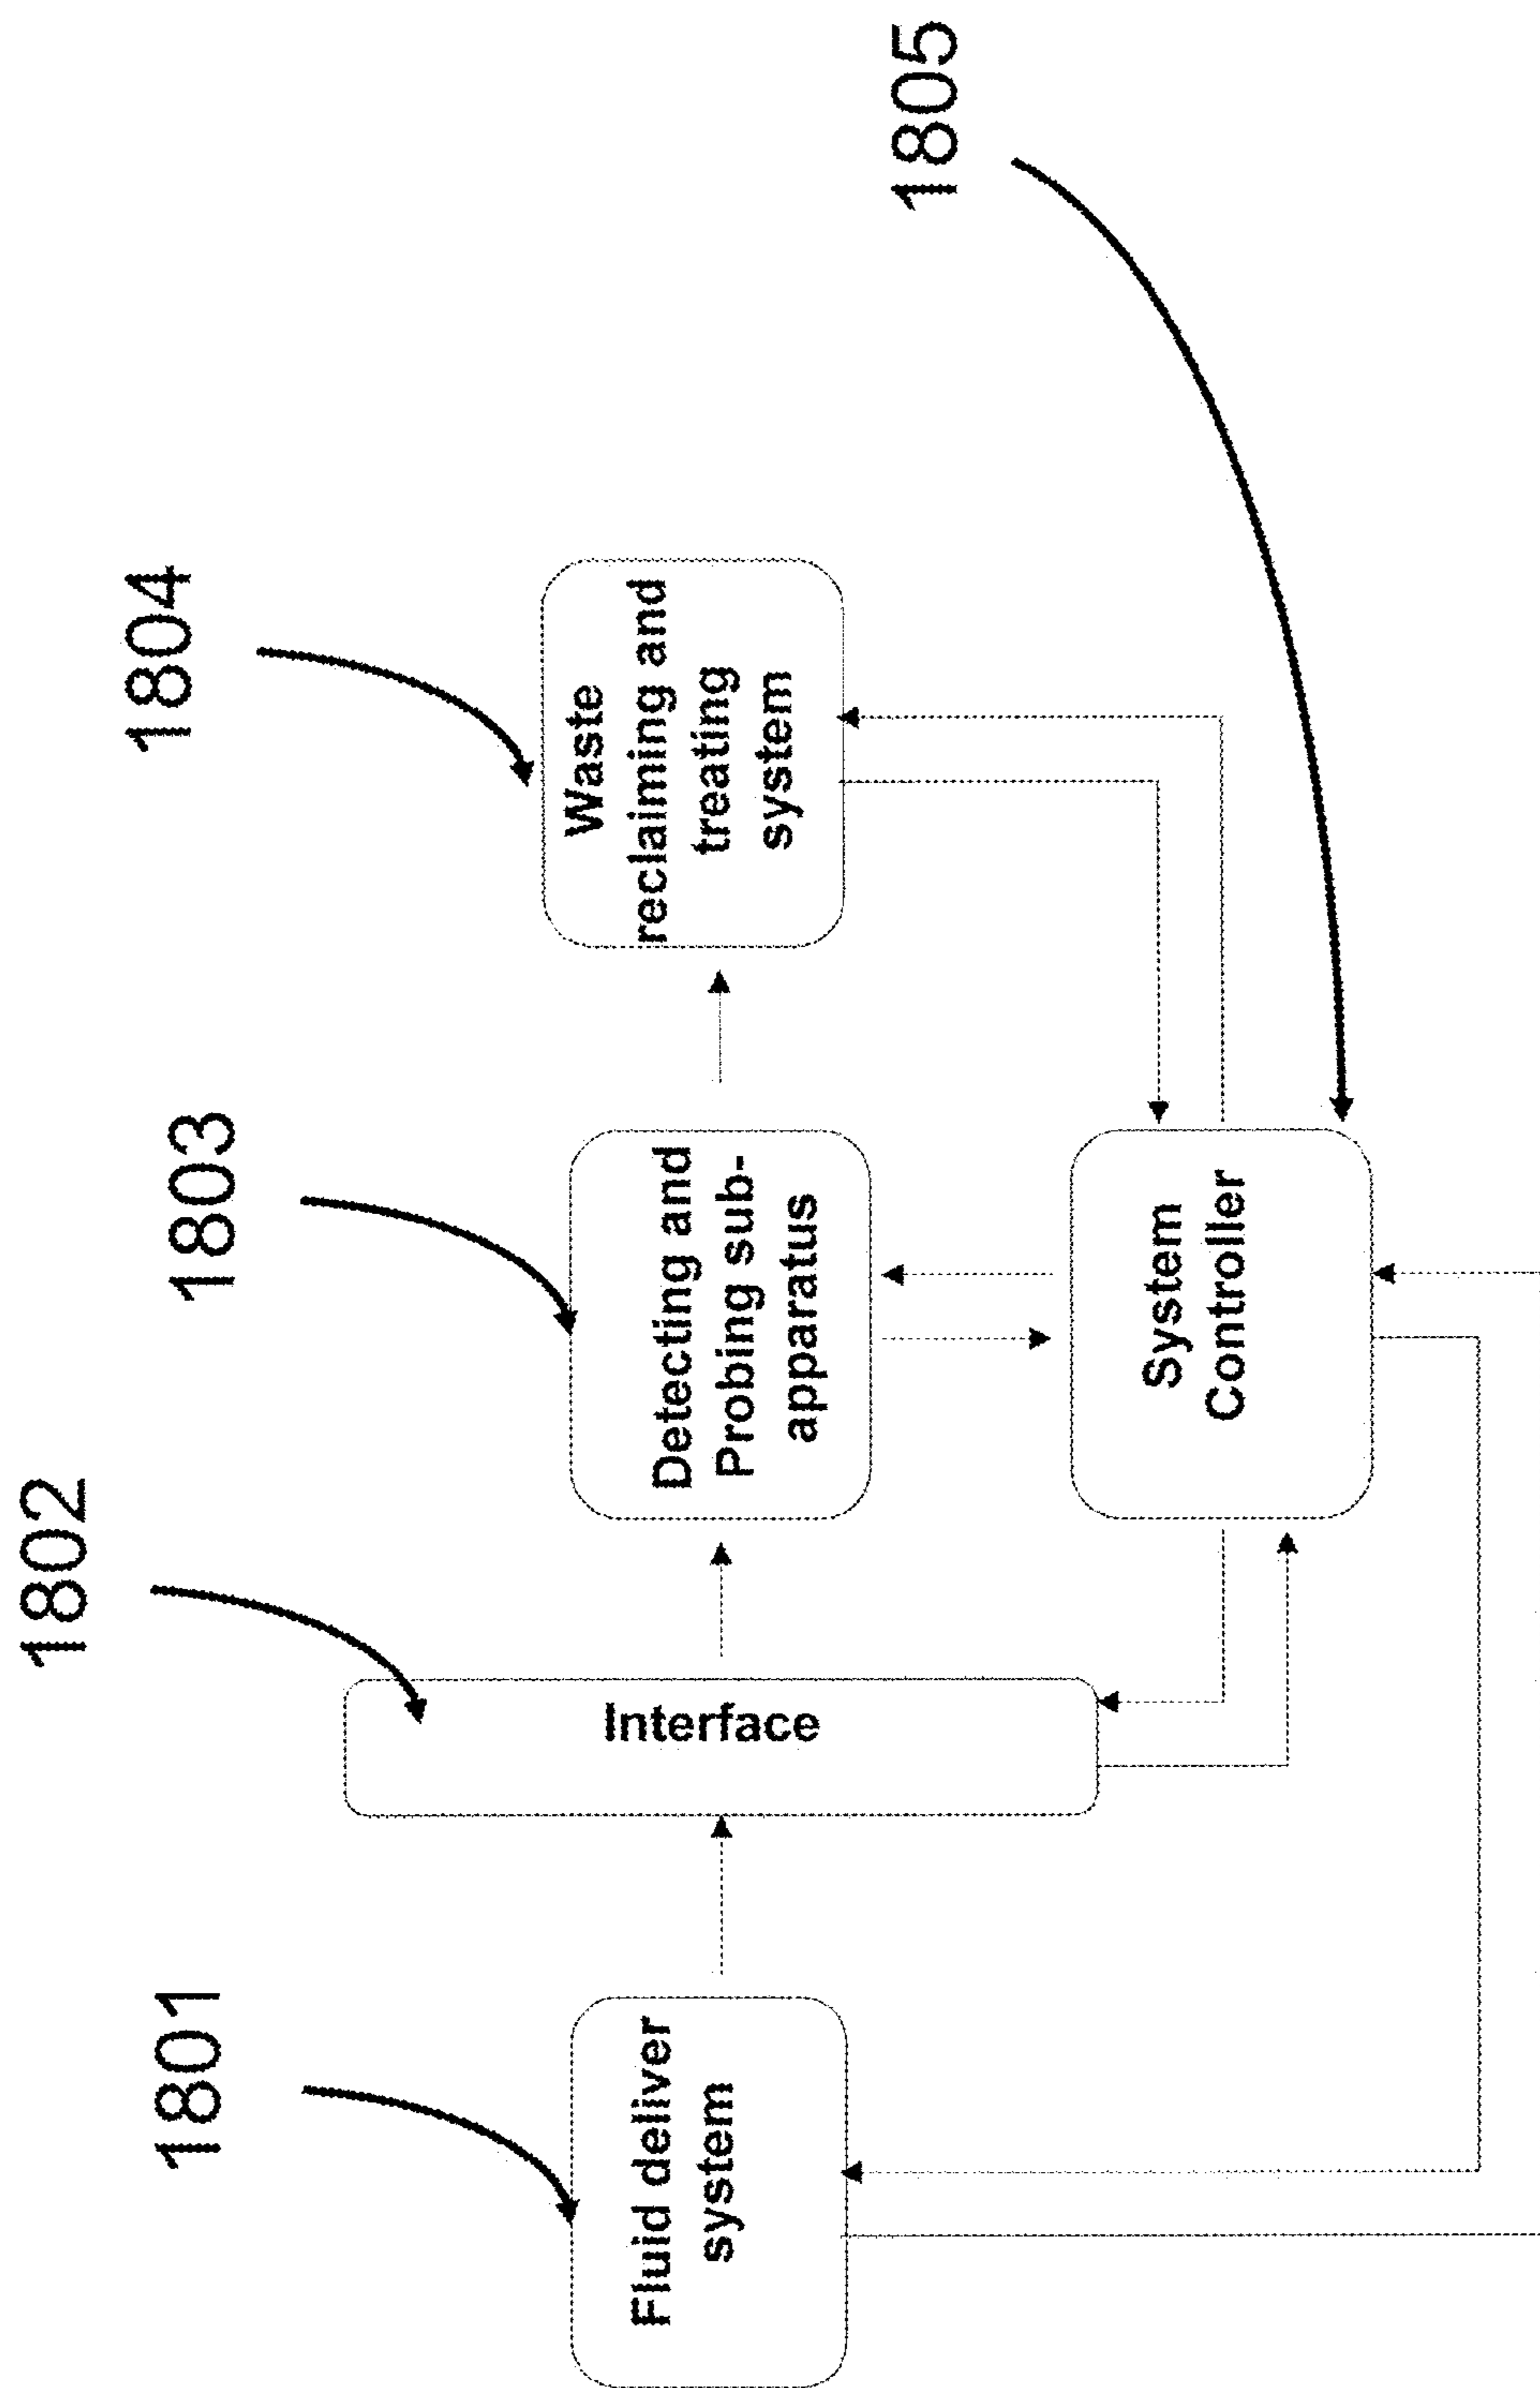 1801
1802
1803
1804
1805
Fluid deliver
system
Interface
Detecting and
Probing sub-
apparatus
Waste
reclaiming and
treating
system
System
Controller